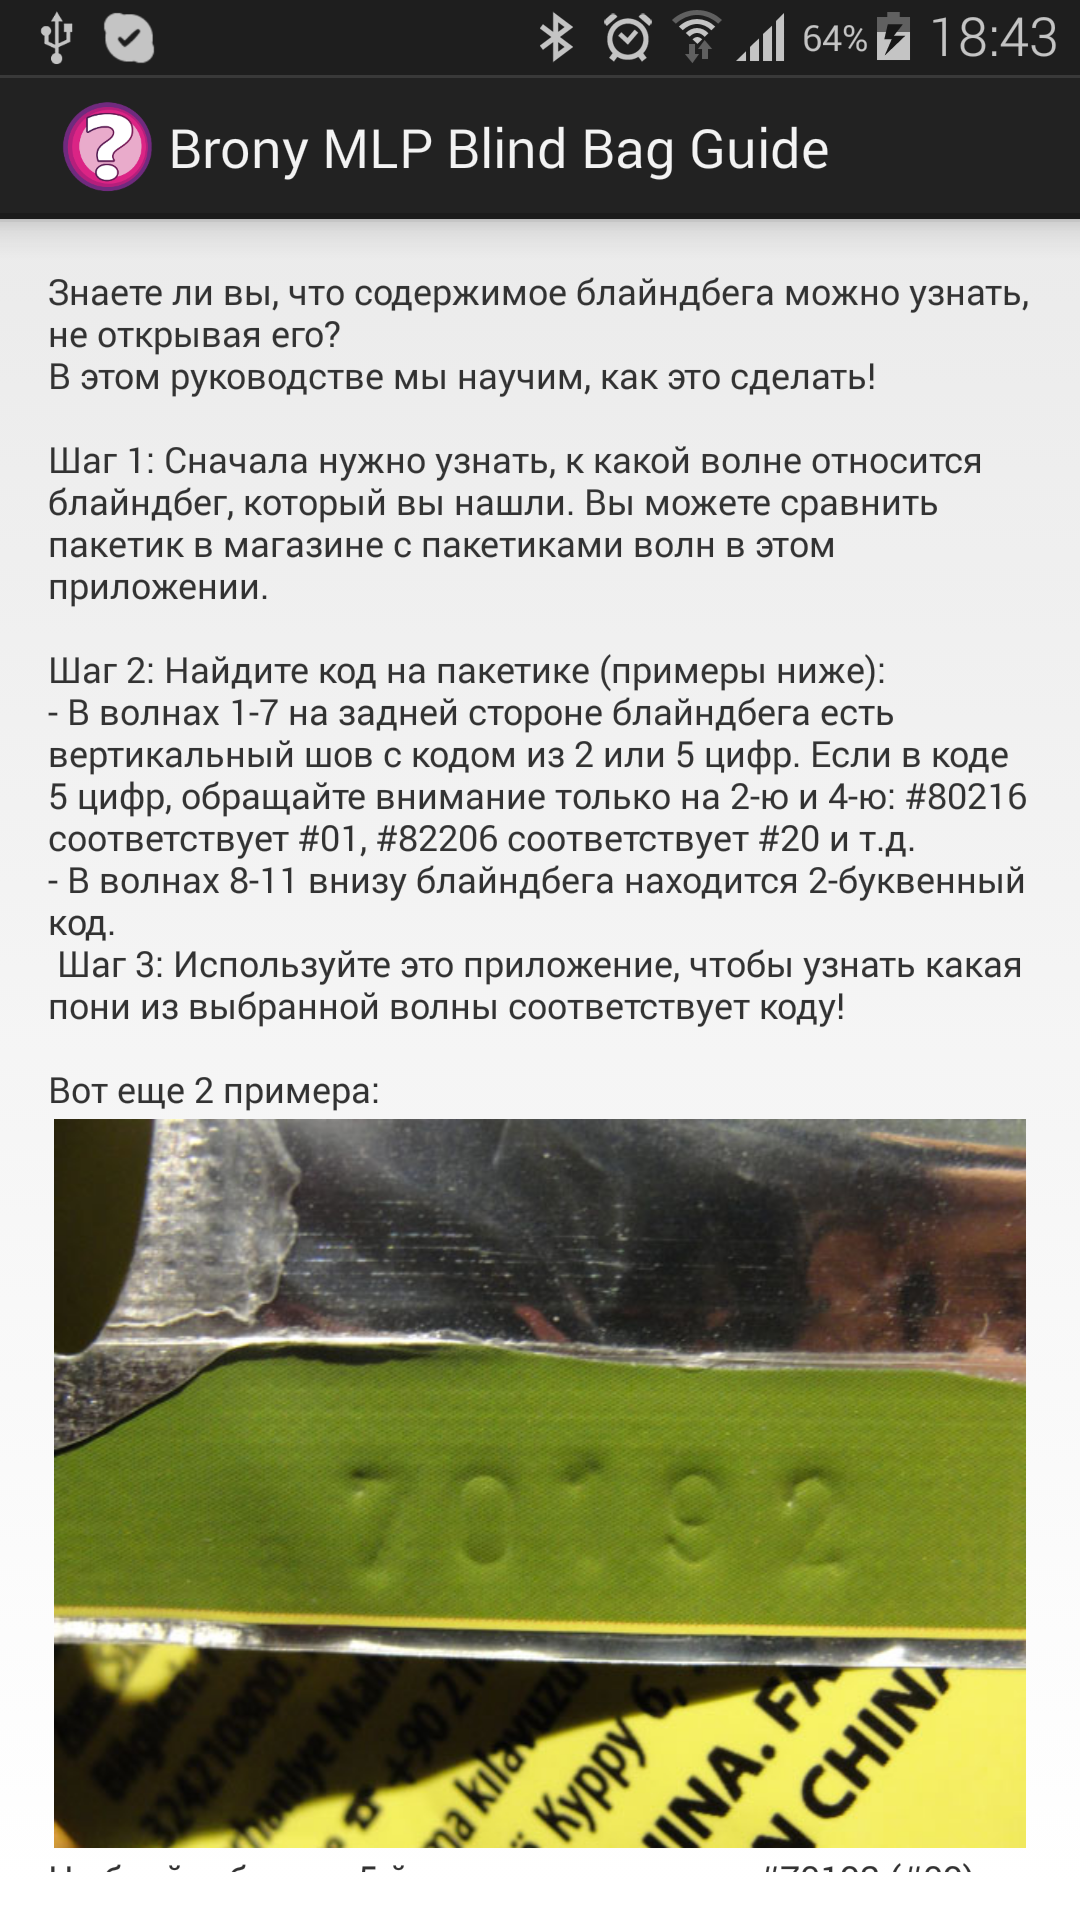 64% 18:43
Brony MLP Blind Bag Guide
Знаете ли вы, что содержимое блайндбега можно узнать,
не открывая его?
В этом руководстве мы научим, как это сделать!
Шаг 1: Сначала нужно узнать, к какой волне относится
блайндбег, который вы нашли. Вы можете сравнить
пакетик в магазине с пакетиками волн в этом
приложении.
Шаг 2: Найдите код на пакетике (примеры ниже):
- В волнах 1-7 на задней стороне блайндбега есть
вертикальный шов с кодом из 2 или 5 цифр. Если в коде
5 цифр, обращайте внимание только на 2-ю и 4-ю: #80216
соответствует #01, #82206 соответствует #20 и т.д.
- В волнах 8-11 внизу блайндбега находится 2-буквенный
код.
Шаг 3: Используйте это приложение, чтобы узнать какая
пони из выбранной волны соответствует коду!
Вот еще 2 примера:
70192
324210800.
+90 216
kılavuzu
Kyppy 6,
CHINA